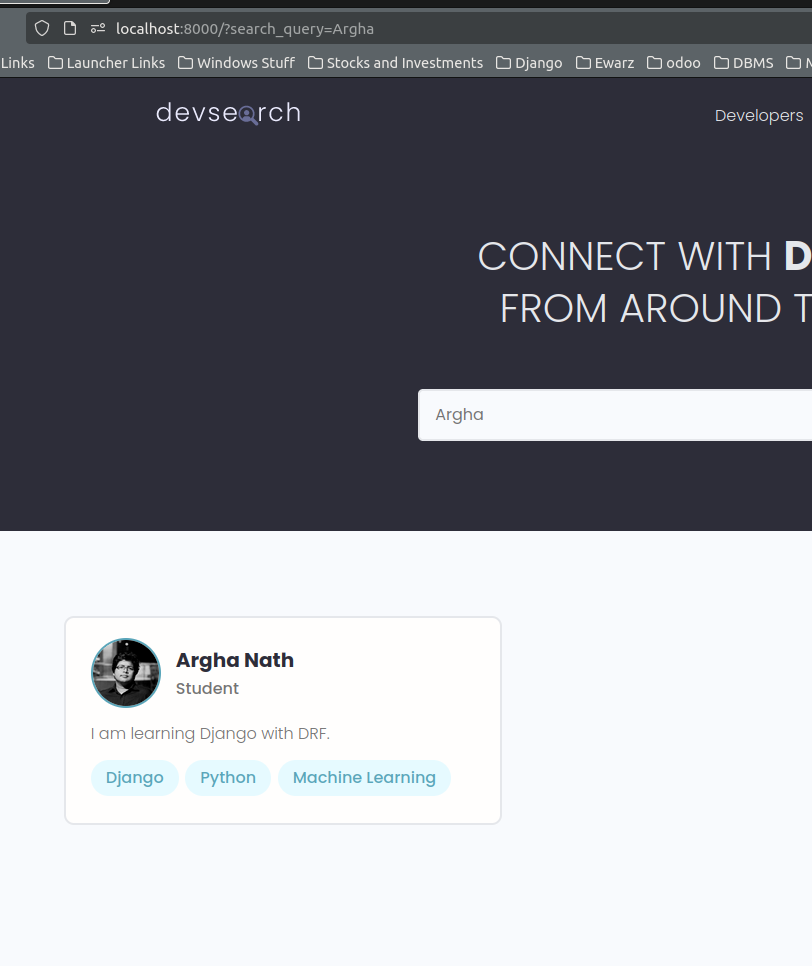 localhost:8000/?search_query=Argha
Links Launcher Links Windows Stuff Stocks and Investments Django Ewarz odoo DBMS
devsearch
Developers
CONNECT WITH
FROM AROUND
Argha
Argha Nath
Student
I am learning Django with DRF.
Django Python Machine Learning